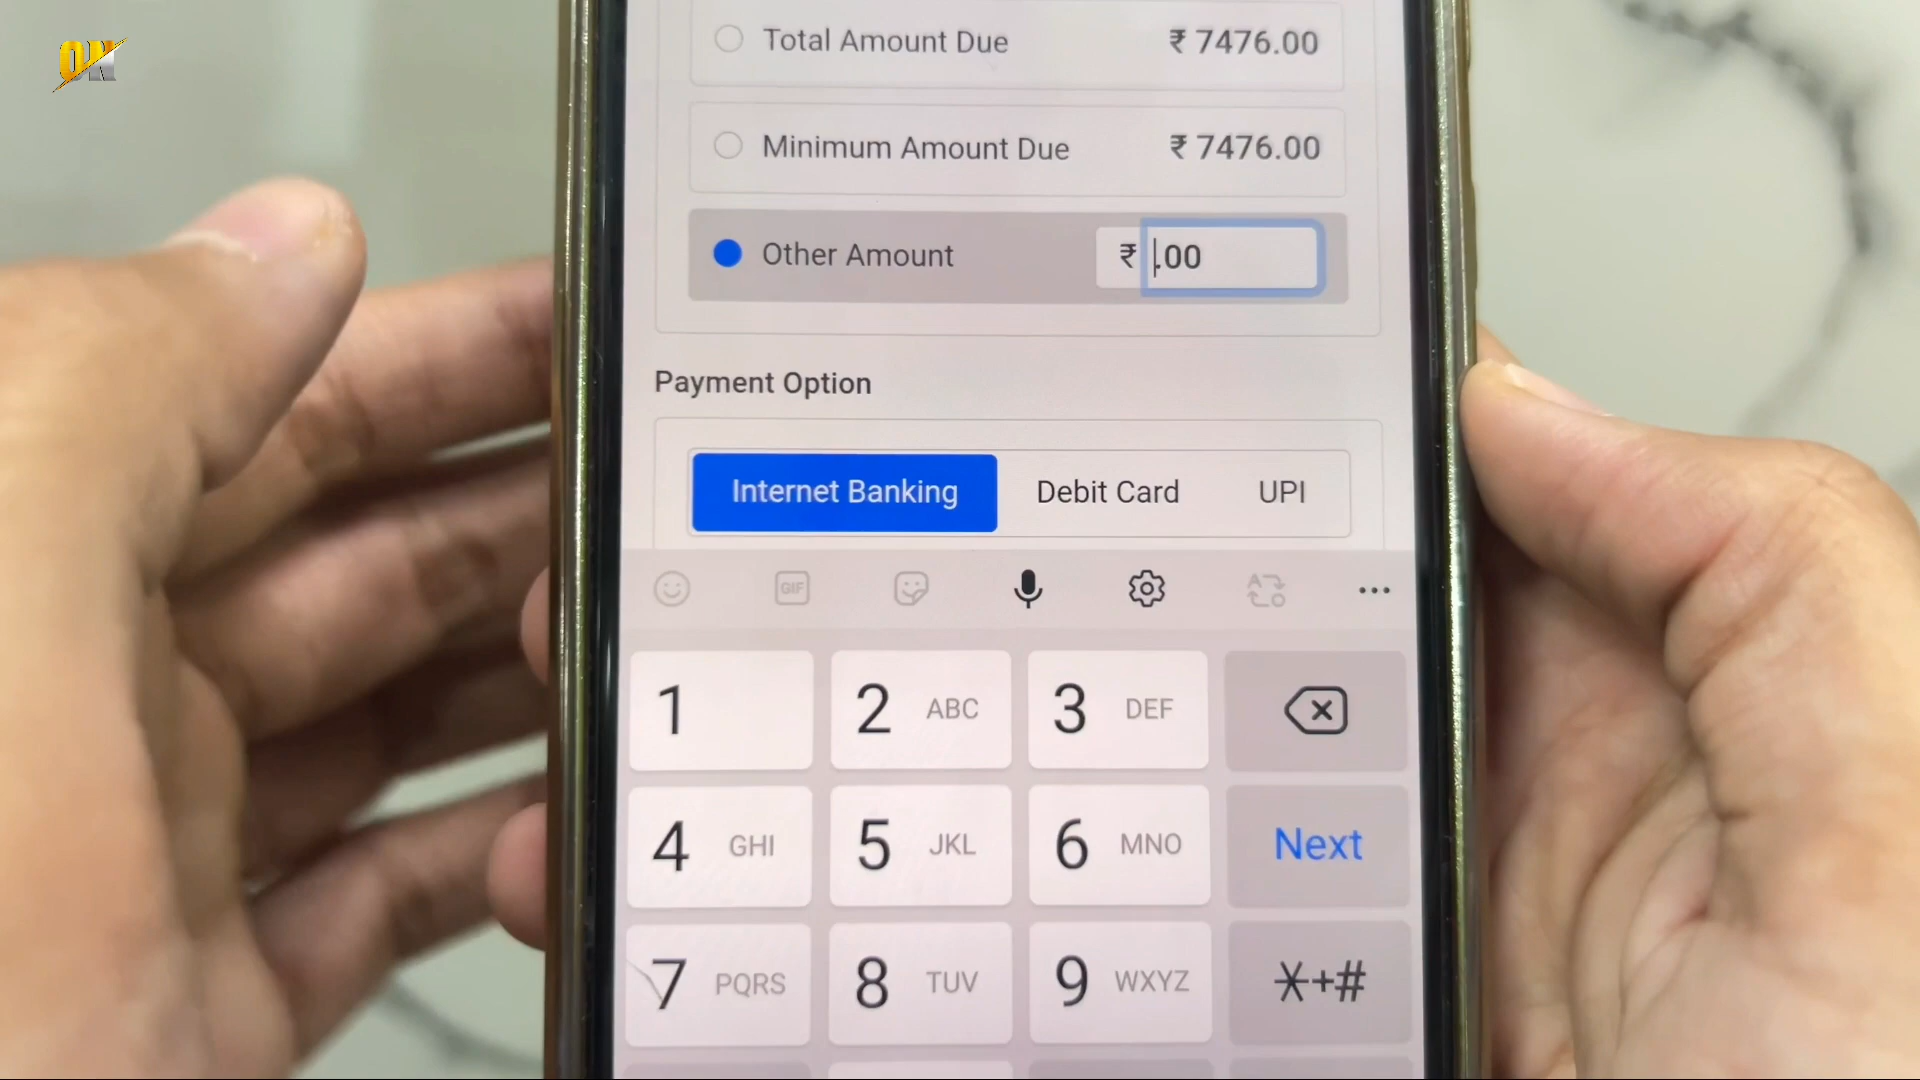 ON
Total Amount Due ₹ 7476.00
Minimum Amount Due ₹ 7476.00
Other Amount ₹ .00
Payment Option
Internet Banking Debit Card UPI
GIF
1 2 ABC 3 DEF
4 GHI 5 JKL 6 MNO Next
7 PQRS 8 TUV 9 WXYZ *+#